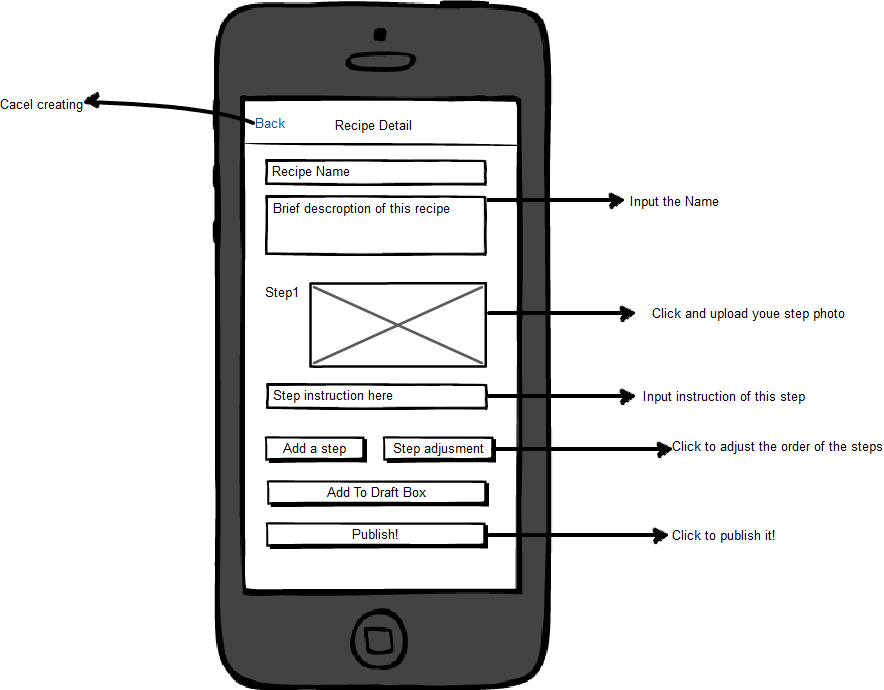 Cacel creating
Back
Recipe Detail
Recipe Name
Brief descroption of this recipe
Input the Name
Step1
Click and upload youe step photo
Step instruction here
Input instruction of this step
Add a step
Step adjusment
Click to adjust the order of the steps
Add To Draft Box
Publish!
Click to publish it!